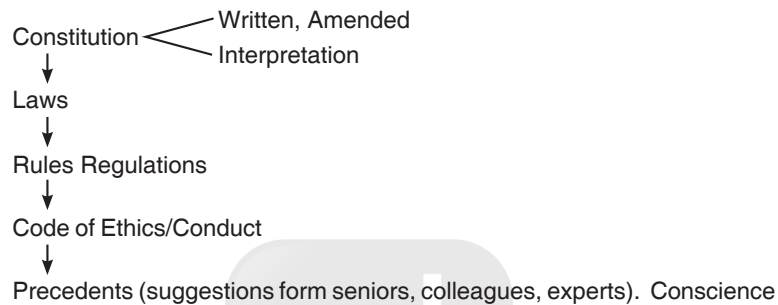 Written, Amended
Constitution
Interpretation
Laws
Rules Regulations
Code of Ethics/Conduct
Precedents (suggestions form seniors, colleagues, experts). Conscience